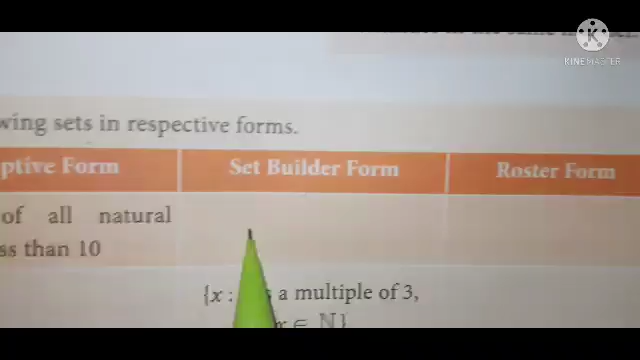 KINEMASTER
wing sets in respective forms.
ptive Form Set Builder Form Roster Form
of all natural
ss than 10
{x : a multiple of 3,
x ∈ ℕ}